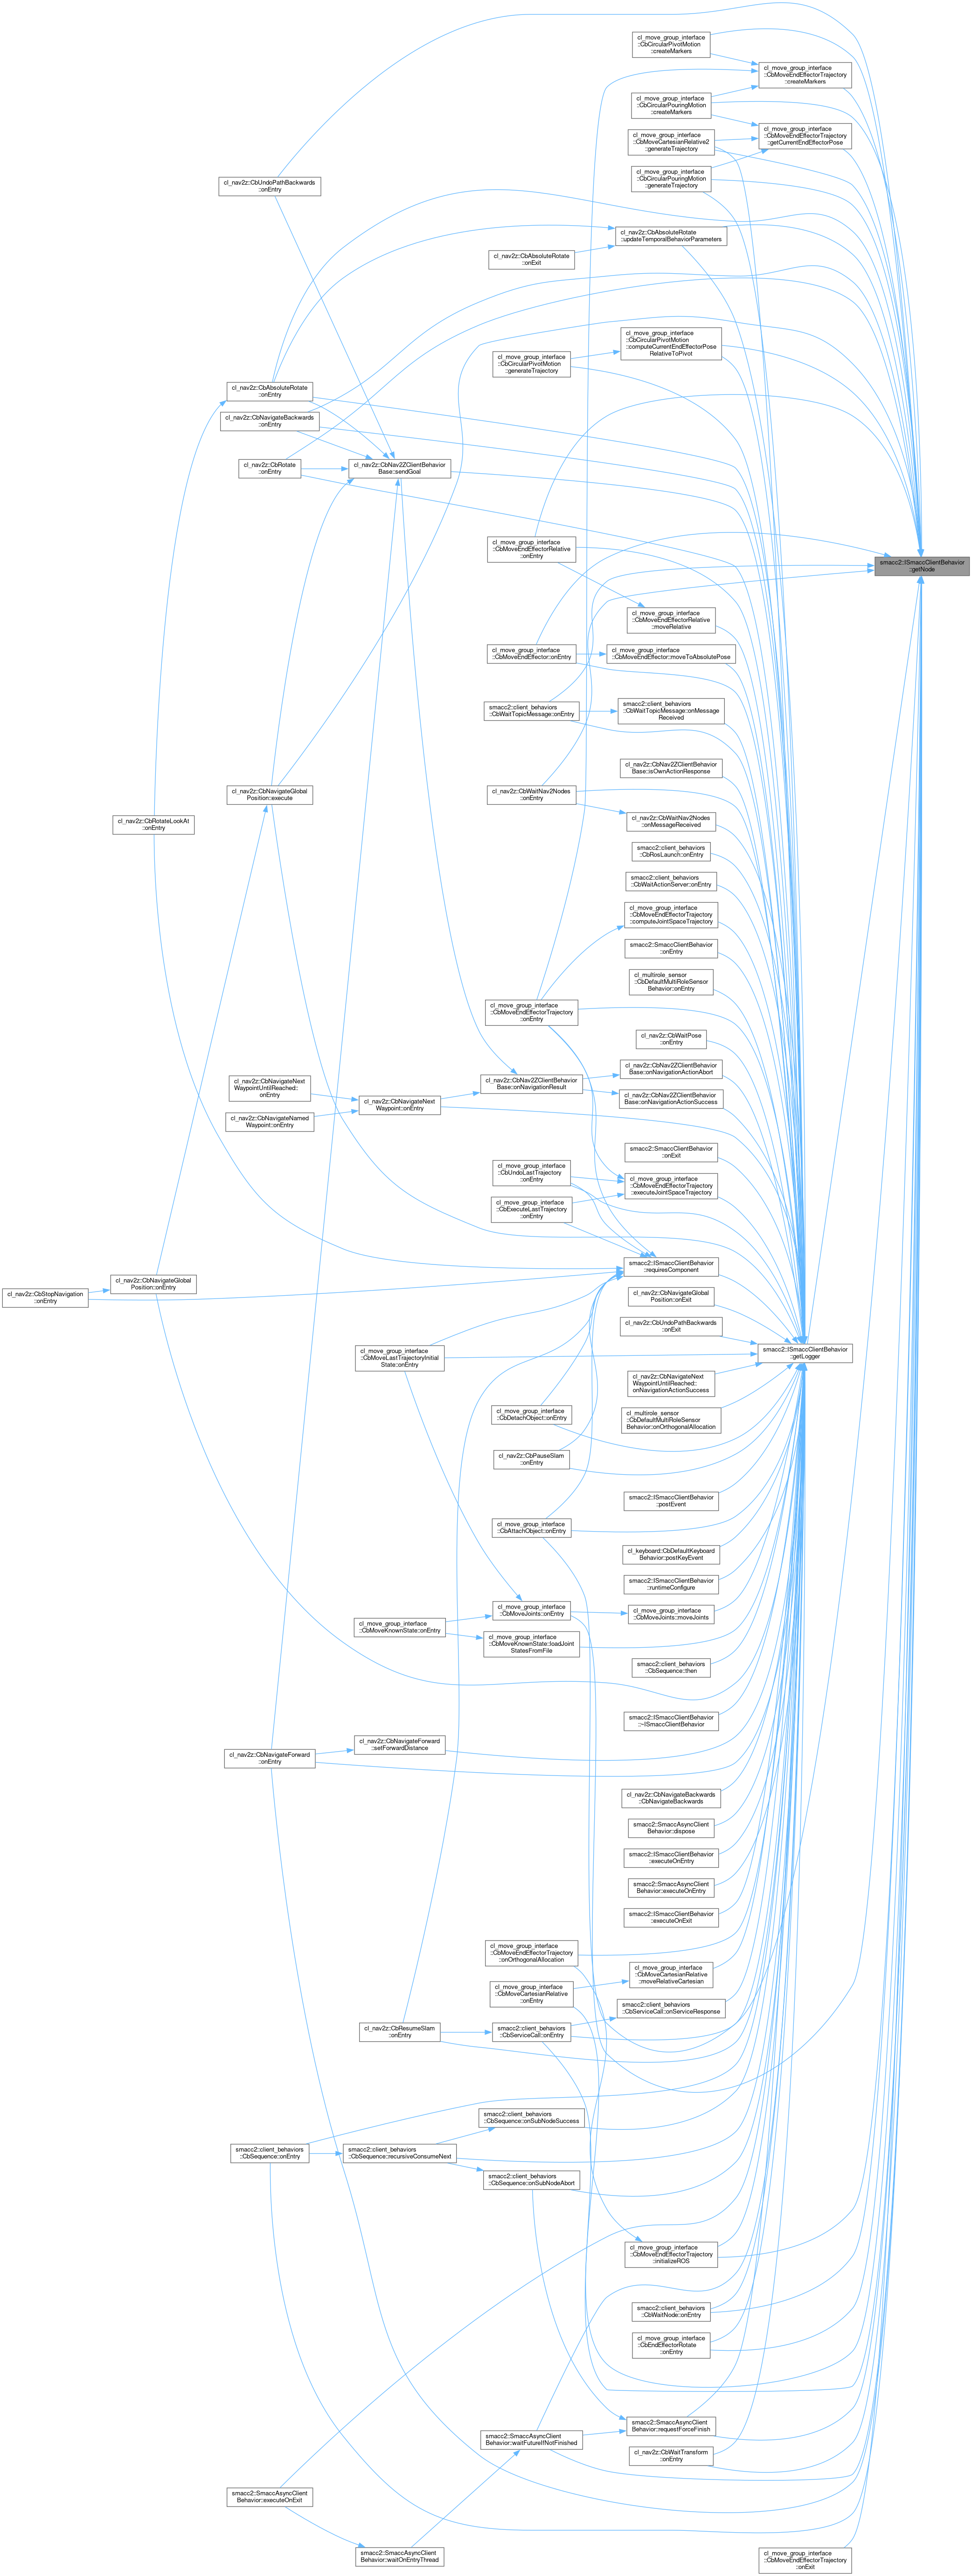 cl_move_group_interface
::CbCircularPivotMotion
::createMarkers
cl_move_group_interface
::CbMoveEndEffectorTrajectory
::createMarkers
cl_move_group_interface
::CbCircularPouringMotion
::createMarkers
cl_move_group_interface
::CbMoveEndEffectorTrajectory
::getCurrentEndEffectorPose
cl_move_group_interface
::CbMoveCartesianRelative2
::generateTrajectory
cl_move_group_interface
::CbCircularPouringMotion
::generateTrajectory
cl_nav2z::CbUndoPathBackwards
::onEntry
cl_nav2z::CbAbsoluteRotate
::updateTemporalBehaviorParameters
cl_nav2z::CbAbsoluteRotate
::onExit
cl_move_group_interface
::CbCircularPivotMotion
::computeCurrentEndEffectorPose
RelativeToPivot
cl_move_group_interface
::CbCircularPivotMotion
::generateTrajectory
cl_nav2z::CbAbsoluteRotate
::onEntry
cl_nav2z::CbNavigateBackwards
::onEntry
cl_nav2z::CbRotate
::onEntry
cl_nav2z::CbNav2ZClientBehavior
Base::sendGoal
cl_move_group_interface
::CbMoveEndEffectorRelative
::onEntry
smacc2::ISmaccClientBehavior
::getNode
cl_move_group_interface
::CbMoveEndEffectorRelative
::moveRelative
cl_move_group_interface
::CbMoveEndEffector::onEntry
cl_move_group_interface
::CbMoveEndEffector::moveToAbsolutePose
smacc2::client_behaviors
::CbWaitTopicMessage::onEntry
smacc2::client_behaviors
::CbWaitTopicMessage::onMessage
Received
cl_nav2z::CbNav2ZClientBehavior
Base::isOwnActionResponse
cl_nav2z::CbNavigateGlobal
Position::execute
cl_nav2z::CbWaitNav2Nodes
::onEntry
cl_nav2z::CbWaitNav2Nodes
::onMessageReceived
cl_nav2z::CbRotateLookAt
::onEntry
smacc2::client_behaviors
::CbRosLaunch::onEntry
smacc2::client_behaviors
::CbWaitActionServer::onEntry
cl_move_group_interface
::CbMoveEndEffectorTrajectory
::computeJointSpaceTrajectory
smacc2::SmaccClientBehavior
::onEntry
cl_multirole_sensor
::CbDefaultMultiRoleSensor
Behavior::onEntry
cl_move_group_interface
::CbMoveEndEffectorTrajectory
::onEntry
cl_nav2z::CbWaitPose
::onEntry
cl_nav2z::CbNav2ZClientBehavior
Base::onNavigationActionAbort
cl_nav2z::CbNav2ZClientBehavior
Base::onNavigationResult
cl_nav2z::CbNav2ZClientBehavior
Base::onNavigationActionSuccess
cl_nav2z::CbNavigateNext
WaypointUntilReached::
onEntry
cl_nav2z::CbNavigateNext
Waypoint::onEntry
cl_nav2z::CbNavigateNamed
Waypoint::onEntry
smacc2::SmaccClientBehavior
::onExit
cl_move_group_interface
::CbUndoLastTrajectory
::onEntry
cl_move_group_interface
::CbMoveEndEffectorTrajectory
::executeJointSpaceTrajectory
cl_move_group_interface
::CbExecuteLastTrajectory
::onEntry
smacc2::ISmaccClientBehavior
::requiresComponent
cl_nav2z::CbNavigateGlobal
Position::onEntry
cl_nav2z::CbStopNavigation
::onEntry
cl_nav2z::CbNavigateGlobal
Position::onExit
cl_nav2z::CbUndoPathBackwards
::onExit
cl_move_group_interface
::CbMoveLastTrajectoryInitial
State::onEntry
smacc2::ISmaccClientBehavior
::getLogger
cl_nav2z::CbNavigateNext
WaypointUntilReached::
onNavigationActionSuccess
cl_move_group_interface
::CbDetachObject::onEntry
cl_multirole_sensor
::CbDefaultMultiRoleSensor
Behavior::onOrthogonalAllocation
cl_nav2z::CbPauseSlam
::onEntry
smacc2::ISmaccClientBehavior
::postEvent
cl_move_group_interface
::CbAttachObject::onEntry
cl_keyboard::CbDefaultKeyboard
Behavior::postKeyEvent
smacc2::ISmaccClientBehavior
::runtimeConfigure
cl_move_group_interface
::CbMoveJoints::onEntry
cl_move_group_interface
::CbMoveJoints::moveJoints
cl_move_group_interface
::CbMoveKnownState::onEntry
cl_move_group_interface
::CbMoveKnownState::loadJoint
StatesFromFile
smacc2::client_behaviors
::CbSequence::then
smacc2::ISmaccClientBehavior
::~ISmaccClientBehavior
cl_nav2z::CbNavigateForward
::setForwardDistance
cl_nav2z::CbNavigateForward
::onEntry
cl_nav2z::CbNavigateBackwards
::CbNavigateBackwards
smacc2::SmaccAsyncClient
Behavior::dispose
smacc2::ISmaccClientBehavior
::executeOnEntry
smacc2::SmaccAsyncClient
Behavior::executeOnEntry
smacc2::ISmaccClientBehavior
::executeOnExit
cl_move_group_interface
::CbMoveEndEffectorTrajectory
::onOrthogonalAllocation
cl_move_group_interface
::CbMoveCartesianRelative
::moveRelativeCartesian
cl_move_group_interface
::CbMoveCartesianRelative
::onEntry
smacc2::client_behaviors
::CbServiceCall::onServiceResponse
cl_nav2z::CbResumeSlam
::onEntry
smacc2::client_behaviors
::CbServiceCall::onEntry
smacc2::client_behaviors
::CbSequence::onSubNodeSuccess
smacc2::client_behaviors
::CbSequence::onEntry
smacc2::client_behaviors
::CbSequence::recursiveConsumeNext
smacc2::client_behaviors
::CbSequence::onSubNodeAbort
cl_move_group_interface
::CbMoveEndEffectorTrajectory
::initializeROS
smacc2::client_behaviors
::CbWaitNode::onEntry
cl_move_group_interface
::CbEndEffectorRotate
::onEntry
smacc2::SmaccAsyncClient
Behavior::requestForceFinish
smacc2::SmaccAsyncClient
Behavior::waitFutureIfNotFinished
cl_nav2z::CbWaitTransform
::onEntry
smacc2::SmaccAsyncClient
Behavior::executeOnExit
smacc2::SmaccAsyncClient
Behavior::waitOnEntryThread
cl_move_group_interface
::CbMoveEndEffectorTrajectory
::onExit